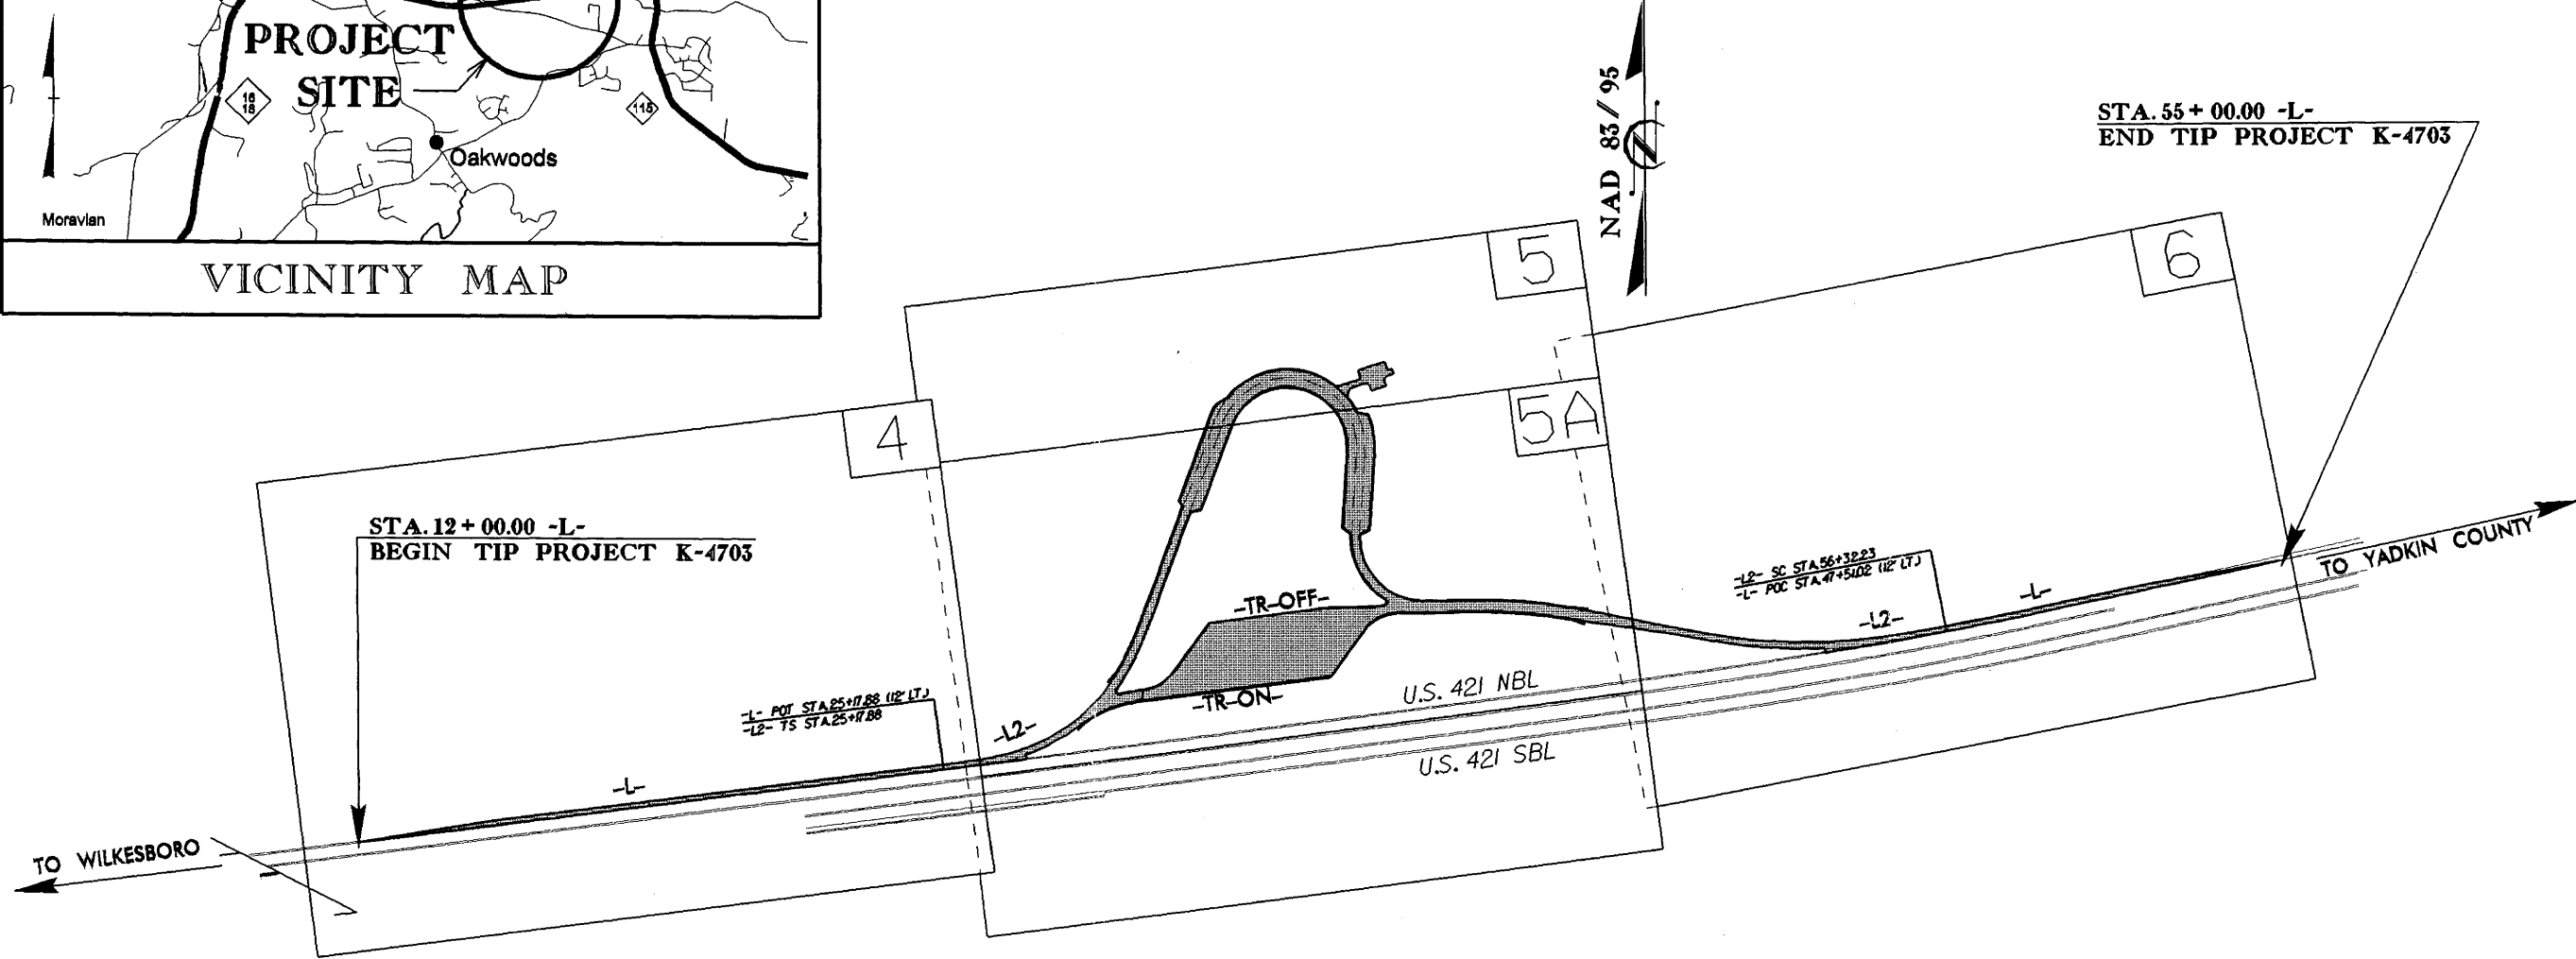 PROJECT
SITE
16
18
115
Oakwoods
Moravian
VICINITY MAP
NAD 83/95
STA. 55+00.00 -L-
END TIP PROJECT K-4703
5
6
4
5A
STA. 12+00.00 -L-
BEGIN TIP PROJECT K-4703
-TR-OFF-
-L2- SC STA.56+32.23
-L- POC STA.47+51.02 (12' LT.)
TO YADKIN COUNTY
-L-
-L2-
U.S. 421 NBL
-TR-ON-
-L- POT STA.25+17.88 (12' LT.)
-L2- TS STA.25+17.88
-L2-
U.S. 421 SBL
-L-
TO WILKESBORO